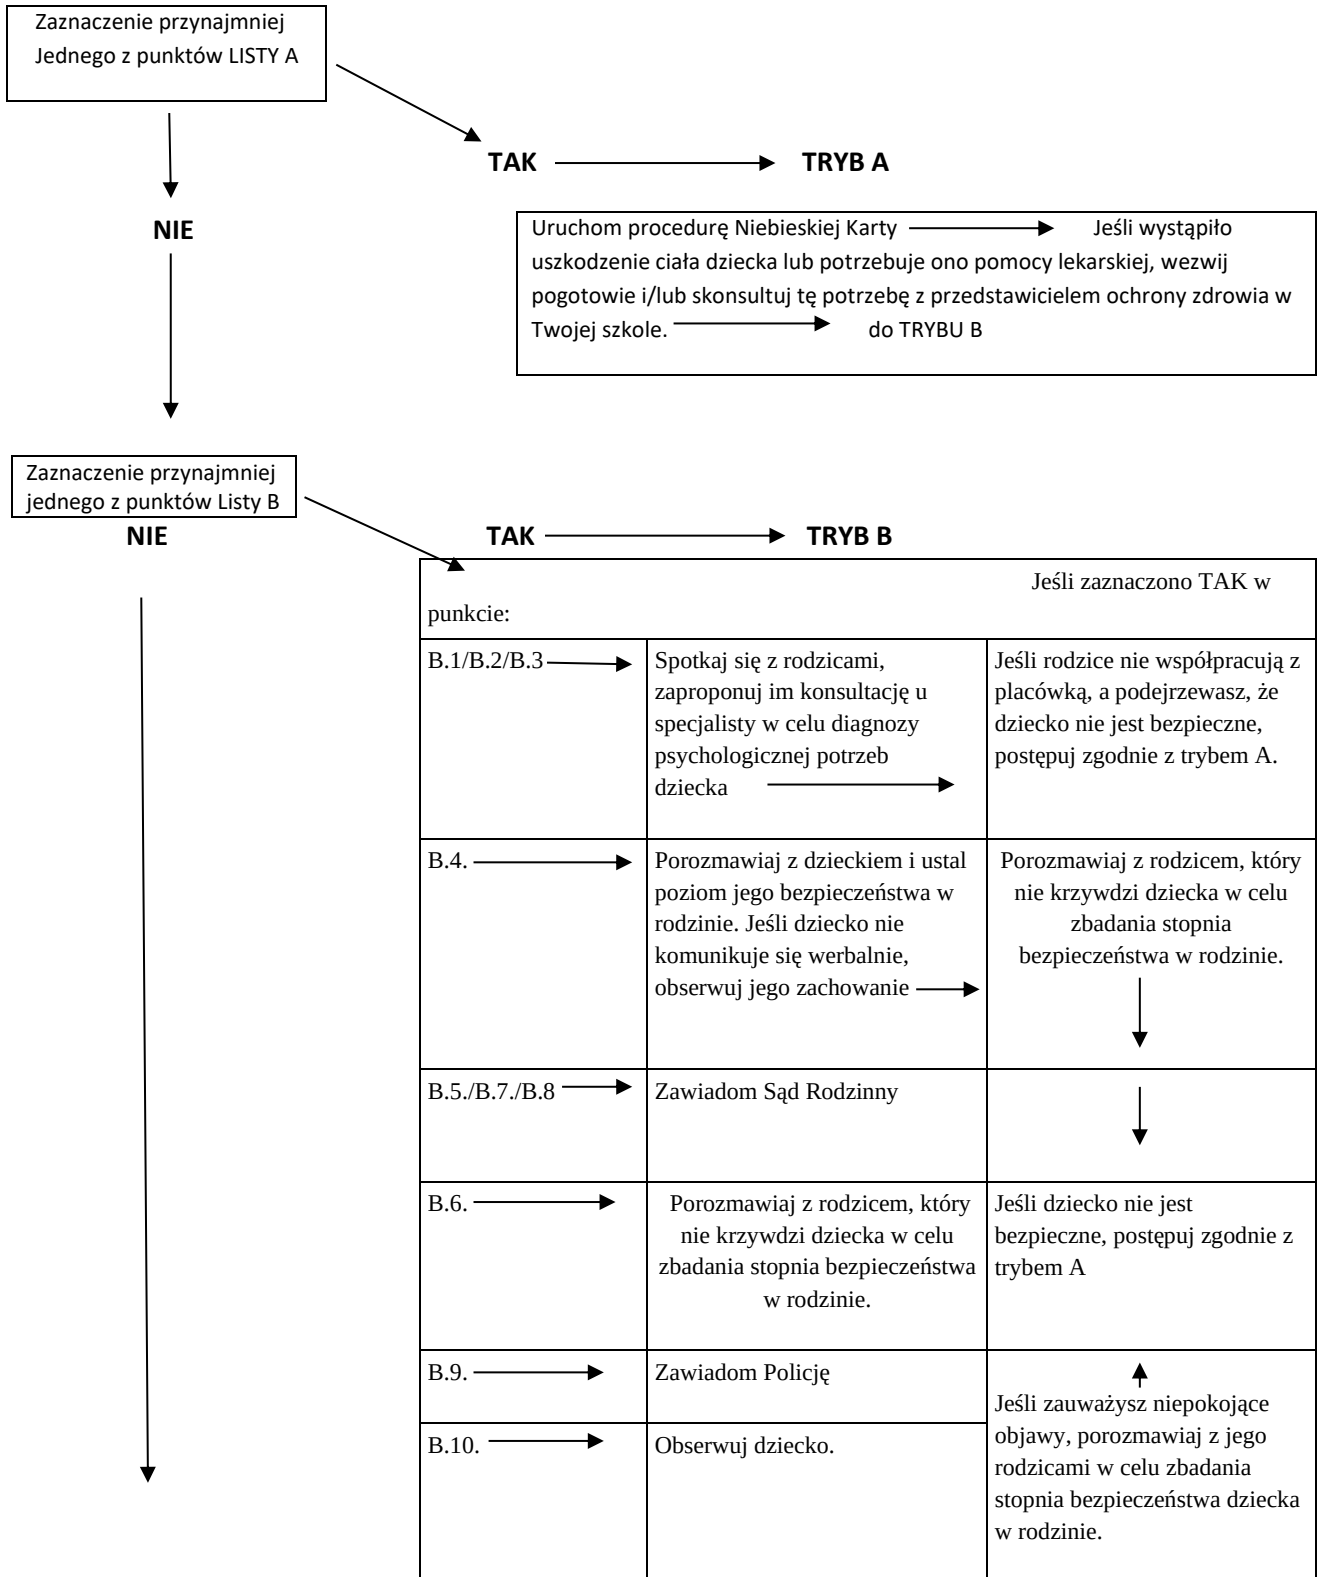 Zaznaczenie przynajmniej
Jednego z punktów LISTY A
TAK
TRYB A
NIE
Uruchom procedurę Niebieskiej Karty Jeśli wystąpiło
uszkodzenie ciała dziecka lub potrzebuje ono pomocy lekarskiej, wezwij
pogotowie i/lub skonsultuj tę potrzebę z przedstawicielem ochrony zdrowia w
Twojej szkole. do TRYBU B
Zaznaczenie przynajmniej
jednego z punktów Listy B
NIE
TAK
TRYB B
Jeśli zaznaczono TAK w
punkcie:
B.1/B.2/B.3
Spotkaj się z rodzicami,
zaproponuj im konsultację u
specjalisty w celu diagnozy
psychologicznej potrzeb
dziecka
Jeśli rodzice nie współpracują z
placówką, a podejrzewasz, że
dziecko nie jest bezpieczne,
postępuj zgodnie z trybem A.
B.4.
Porozmawiaj z dzieckiem i ustal
poziom jego bezpieczeństwa w
rodzinie. Jeśli dziecko nie
komunikuje się werbalnie,
obserwuj jego zachowanie
Porozmawiaj z rodzicem, który
nie krzywdzi dziecka w celu
zbadania stopnia
bezpieczeństwa w rodzinie.
B.5./B.7./B.8
Zawiadom Sąd Rodzinny
B.6.
Porozmawiaj z rodzicem, który
nie krzywdzi dziecka w celu
zbadania stopnia bezpieczeństwa
w rodzinie.
Jeśli dziecko nie jest
bezpieczne, postępuj zgodnie z
trybem A
B.9.
Zawiadom Policję
B.10.
Obserwuj dziecko.
Jeśli zauważysz niepokojące
objawy, porozmawiaj z jego
rodzicami w celu zbadania
stopnia bezpieczeństwa dziecka
w rodzinie.